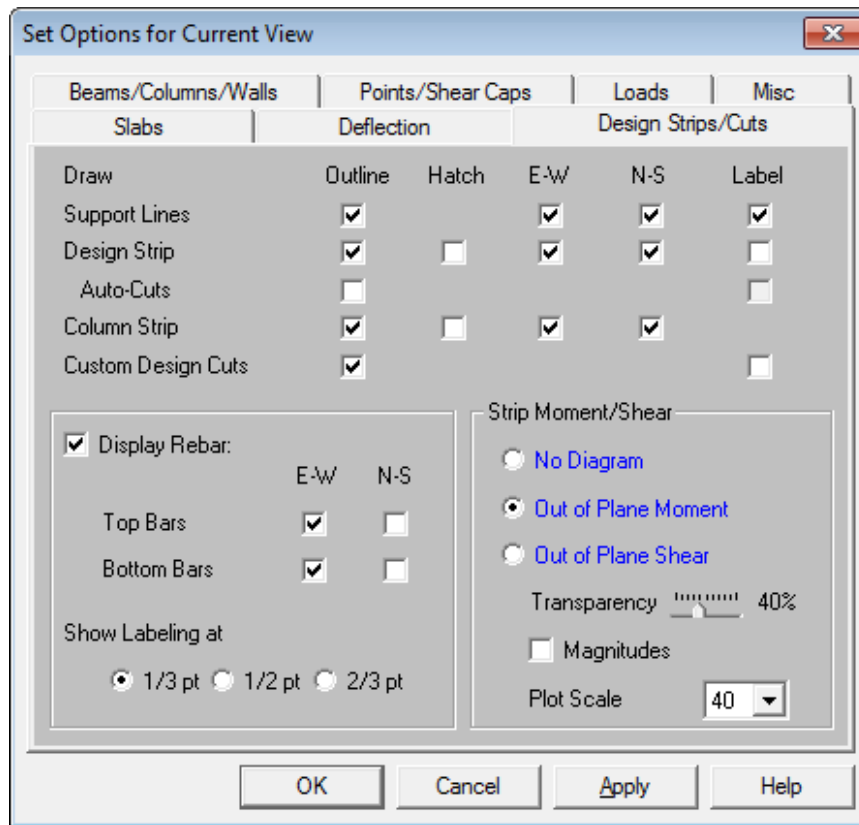 Set Options for Current View
Beams/Columns/Walls Points/Shear Caps Loads Misc
Slabs Deflection Design Strips/Cuts
Draw Outline Hatch E-W N-S Label
Support Lines
Design Strip
Auto-Cuts
Column Strip
Custom Design Cuts
Display Rebar:
E-W N-S
Top Bars
Bottom Bars
Show Labeling at
1/3 pt 1/2 pt 2/3 pt
Strip Moment/Shear
No Diagram
Out of Plane Moment
Out of Plane Shear
Transparency 40%
Magnitudes
Plot Scale 40
OK Cancel Apply Help